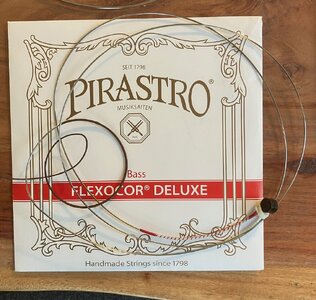 SEIT 1798
PIRASTRO®
MUSIKSAITEN
Bass
FLEXOCOR® DELUXE
Handmade Strings since 1798